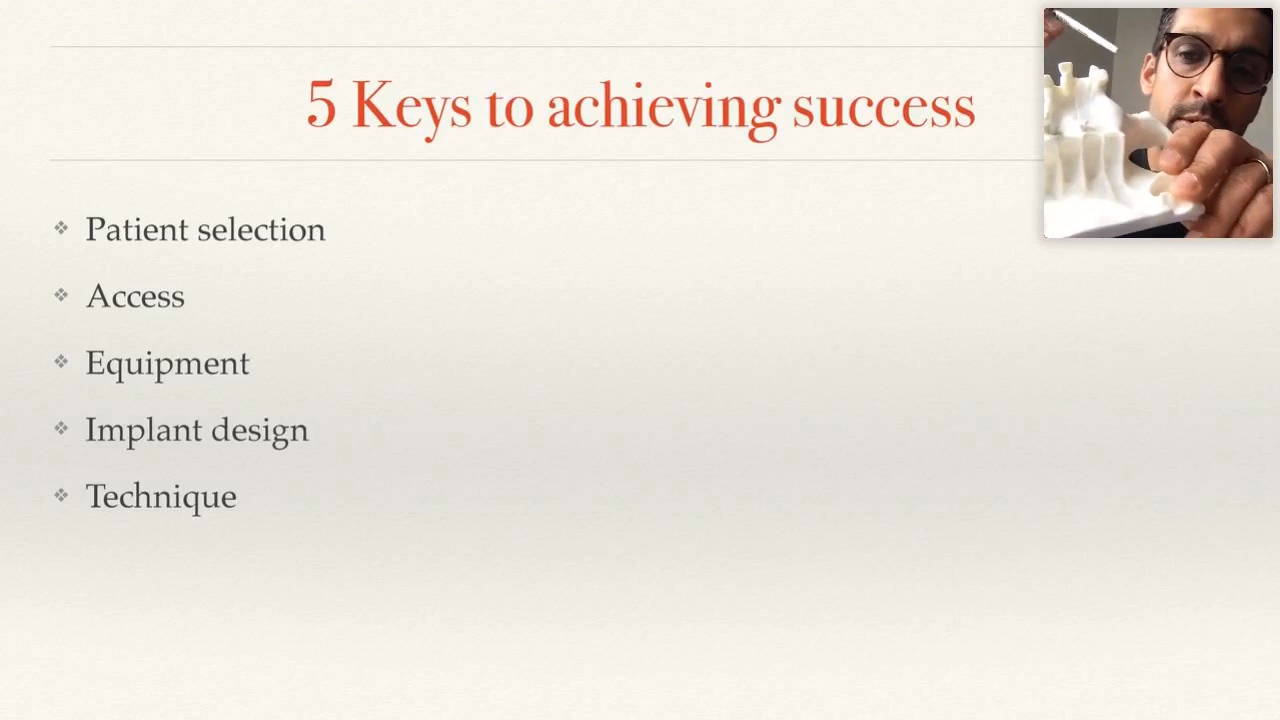 5 Keys to achieving success
Patient selection
Access
Equipment
Implant design
Technique